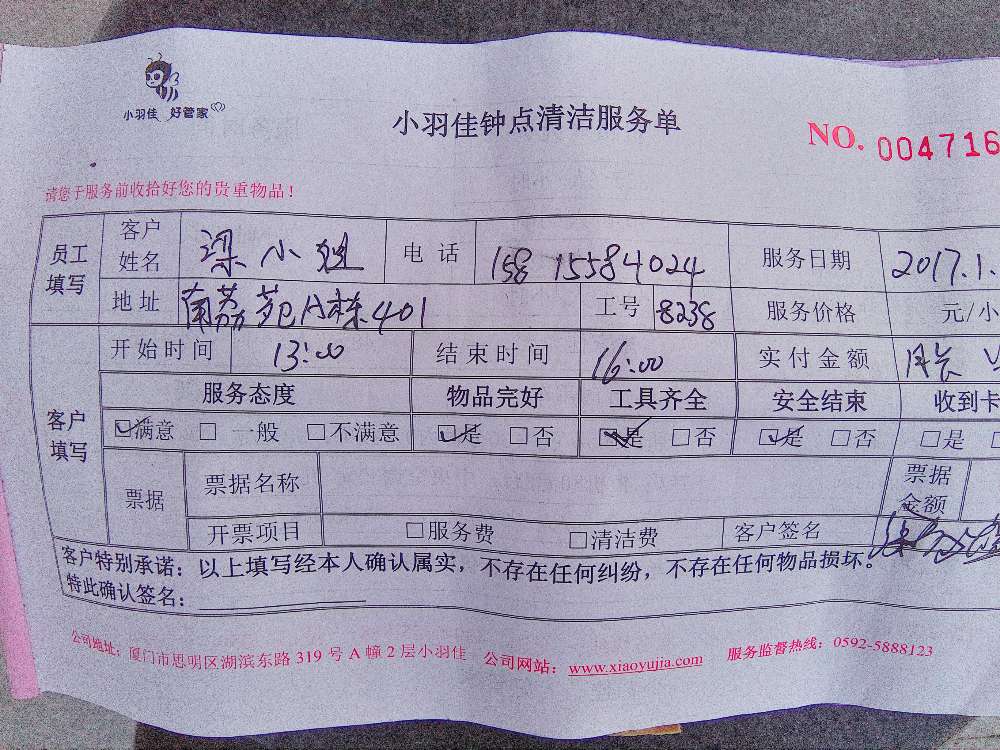 小羽佳 好管家
小羽佳钟点清洁服务单
NO. 004716
请您于服务前收拾好您的贵重物品！
员工填写 客户姓名 梁小姐 电话 158 15584024 服务日期 2017.1.
地址 南荔苑A栋401 工号 8238 服务价格 元/小
客户填写 开始时间 13:00 结束时间 16:00 实付金额
服务态度 物品完好 工具齐全 安全结束 收到卡
☑满意 □一般 □不满意 ☑是 □否 ☑是 □否 ☑是 □否 □是
票据 票据名称 票据金额
开票项目 □服务费 □清洁费 客户签名
客户特别承诺：以上填写经本人确认属实，不存在任何纠纷，不存在任何物品损坏。
特此确认签名：
公司地址：厦门市思明区湖滨东路 319 号 A 幢 2 层小羽佳 公司网站：www.xiaoyujia.com 服务监督热线：0592-5888123